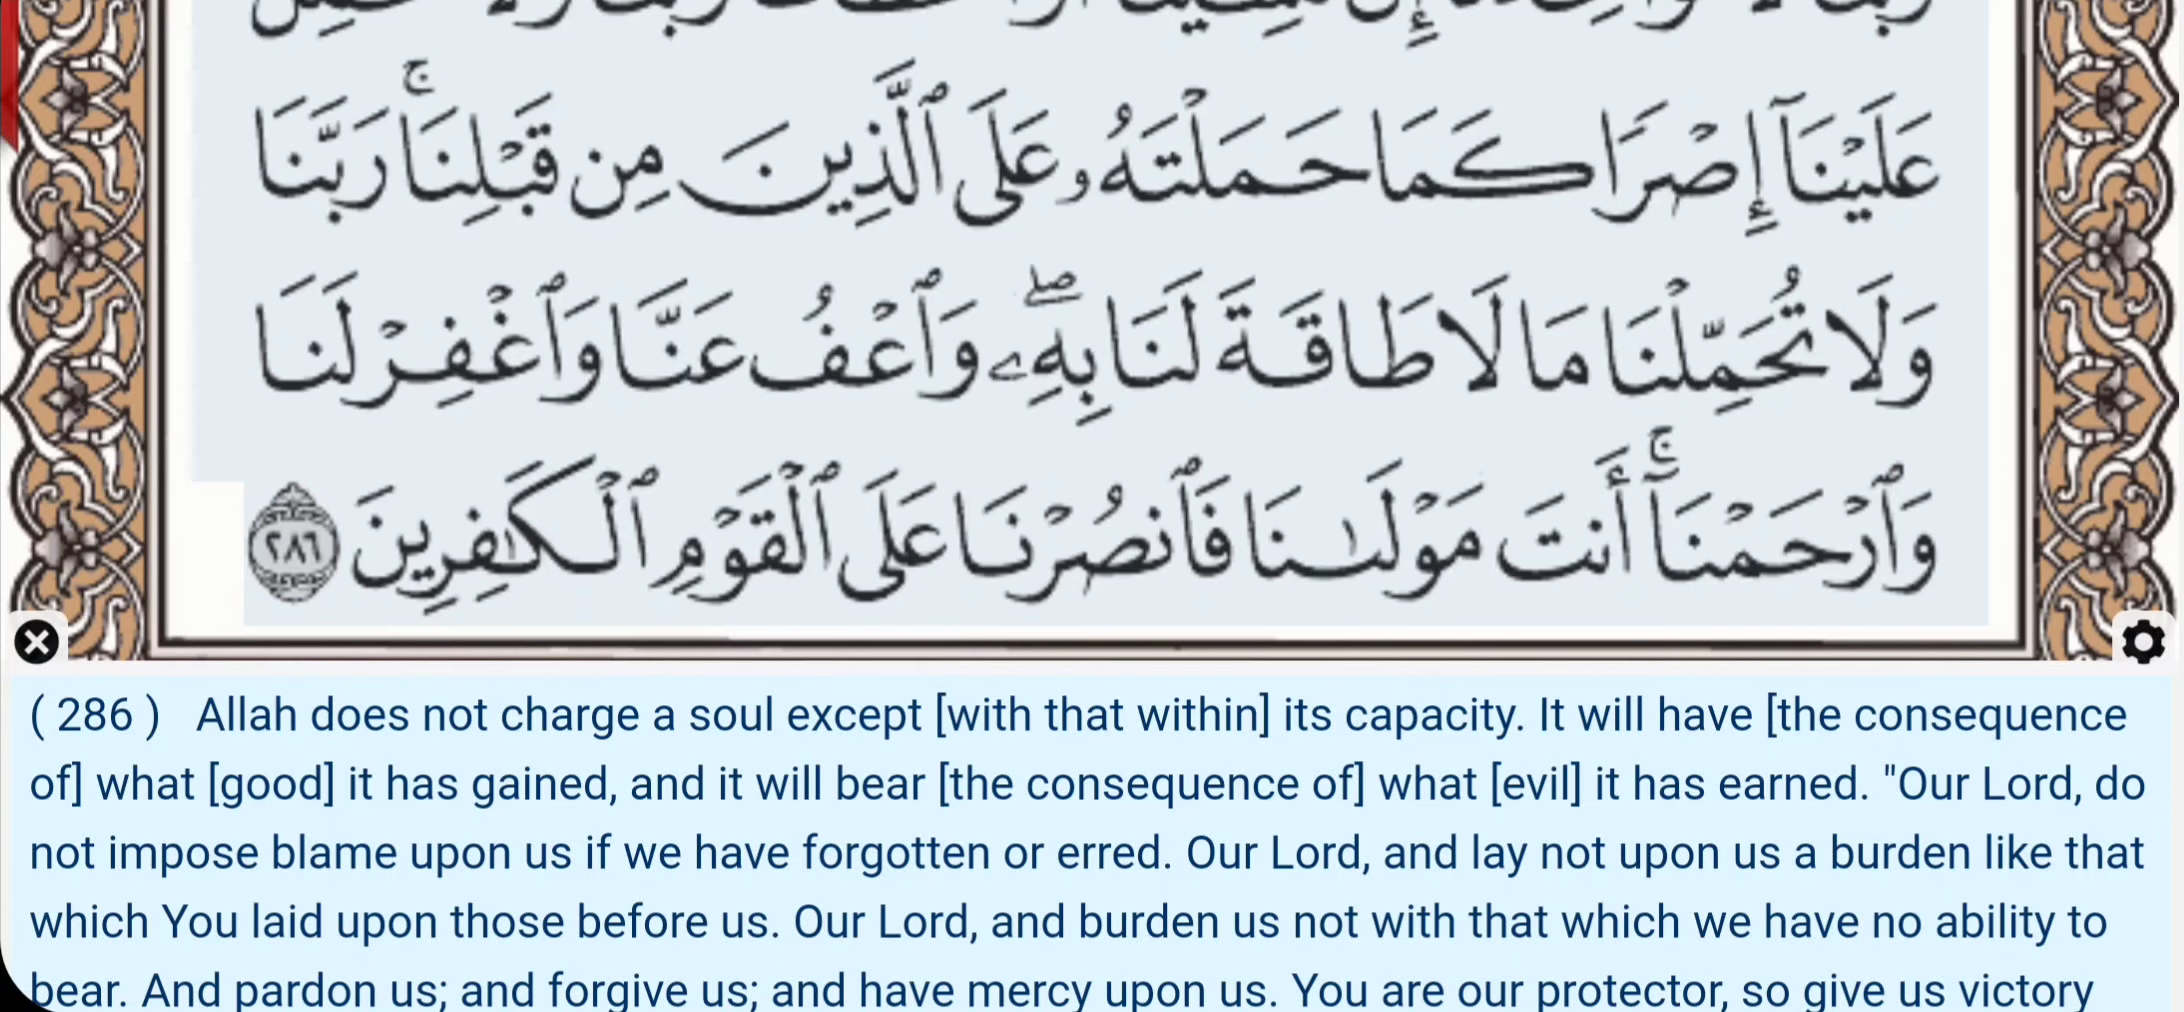 عَلَيْنَآ إِصْرًا كَمَا حَمَلْتَهُۥ عَلَى ٱلَّذِينَ مِن قَبْلِنَا ۚ رَبَّنَا
وَلَا تُحَمِّلْنَا مَا لَا طَاقَةَ لَنَا بِهِۦ ۖ وَٱعْفُ عَنَّا وَٱغْفِرْ لَنَا
وَٱرْحَمْنَآ ۚ أَنتَ مَوْلَىٰنَا فَٱنصُرْنَا عَلَى ٱلْقَوْمِ ٱلْكَٰفِرِينَ ٢٨٦
( 286 ) Allah does not charge a soul except [with that within] its capacity. It will have [the consequence
of] what [good] it has gained, and it will bear [the consequence of] what [evil] it has earned. "Our Lord, do
not impose blame upon us if we have forgotten or erred. Our Lord, and lay not upon us a burden like that
which You laid upon those before us. Our Lord, and burden us not with that which we have no ability to
bear. And pardon us; and forgive us; and have mercy upon us. You are our protector, so give us victory